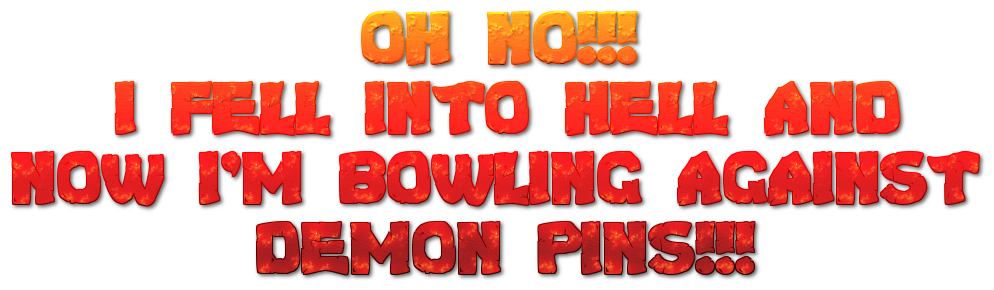 OH NO!!!
I FELL INTO HELL AND
NOW I'M BOWLING AGAINST
DEMON PINS!!!